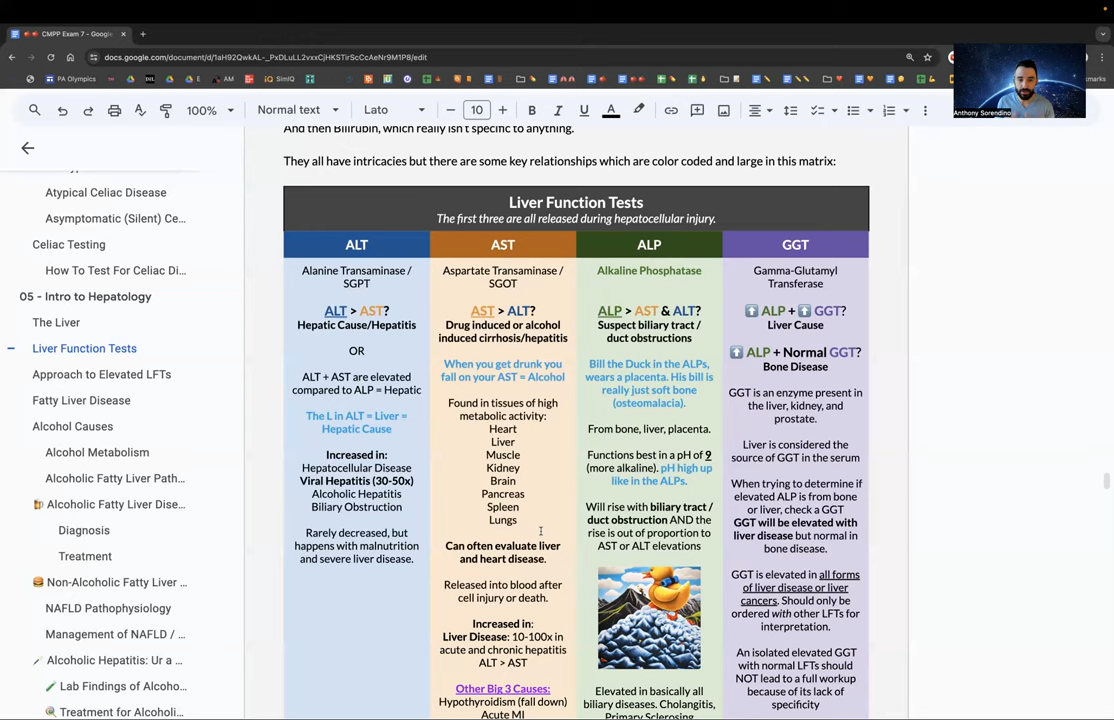 CMPP Exam 7 - Google
docs.google.com/document/d/1aH92QwkAL-_PxDLuLL2vxxCjHKSTirScCcAeNr9M1P8/edit
PA Olympics
AM
iQ SimIQ
marks
100%
Normal text
Lato
10
Anthony Sorendino
Atypical Celiac Disease
Asymptomatic (Silent) Ce...
Celiac Testing
How To Test For Celiac Di...
05 - Intro to Hepatology
The Liver
Liver Function Tests
Approach to Elevated LFTs
Fatty Liver Disease
Alcohol Causes
Alcohol Metabolism
Alcoholic Fatty Liver Path...
Alcoholic Fatty Liver Dise...
Diagnosis
Treatment
Non-Alcoholic Fatty Liver ...
NAFLD Pathophysiology
Management of NAFLD / ...
Alcoholic Hepatitis: Ur a ...
Lab Findings of Alcoho...
Treatment for Alcoholi...
And then Bilirubin, which really isn't specific to anything.
They all have intricacies but there are some key relationships which are color coded and large in this matrix:
Liver Function Tests
The first three are all released during hepatocellular injury.
ALT
Alanine Transaminase /
SGPT
ALT > AST?
Hepatic Cause/Hepatitis
OR
ALT + AST are elevated
compared to ALP = Hepatic
The L in ALT = Liver =
Hepatic Cause
Increased in:
Hepatocellular Disease
Viral Hepatitis (30-50x)
Alcoholic Hepatitis
Biliary Obstruction
Rarely decreased, but
happens with malnutrition
and severe liver disease.
AST
Aspartate Transaminase /
SGOT
AST > ALT?
Drug induced or alcohol
induced cirrhosis/hepatitis
When you get drunk you
fall on your AST = Alcohol
Found in tissues of high
metabolic activity:
Heart
Liver
Muscle
Kidney
Brain
Pancreas
Spleen
Lungs
Can often evaluate liver
and heart disease.
Released into blood after
cell injury or death.
Increased in:
Liver Disease: 10-100x in
acute and chronic hepatitis
ALT > AST
Other Big 3 Causes:
Hypothyroidism (fall down)
Acute MI
ALP
Alkaline Phosphatase
ALP > AST & ALT?
Suspect biliary tract /
duct obstructions
Bill the Duck in the ALPs,
wears a placenta. His bill is
really just soft bone
(osteomalacia).
From bone, liver, placenta.
Functions best in a pH of 9
(more alkaline). pH high up
like in the ALPs.
Will rise with biliary tract /
duct obstruction AND the
rise is out of proportion to
AST or ALT elevations
Elevated in basically all
biliary diseases. Cholangitis,
Primary Sclerosing
GGT
Gamma-Glutamyl
Transferase
⬆️ ALP + ⬆️ GGT?
Liver Cause
⬆️ ALP + Normal GGT?
Bone Disease
GGT is an enzyme present in
the liver, kidney, and
prostate.
Liver is considered the
source of GGT in the serum
When trying to determine if
elevated ALP is from bone
or liver, check a GGT
GGT will be elevated with
liver disease but normal in
bone disease.
GGT is elevated in all forms
of liver disease or liver
cancers. Should only be
ordered with other LFTs for
interpretation.
An isolated elevated GGT
with normal LFTs should
NOT lead to a full workup
because of its lack of
specificity